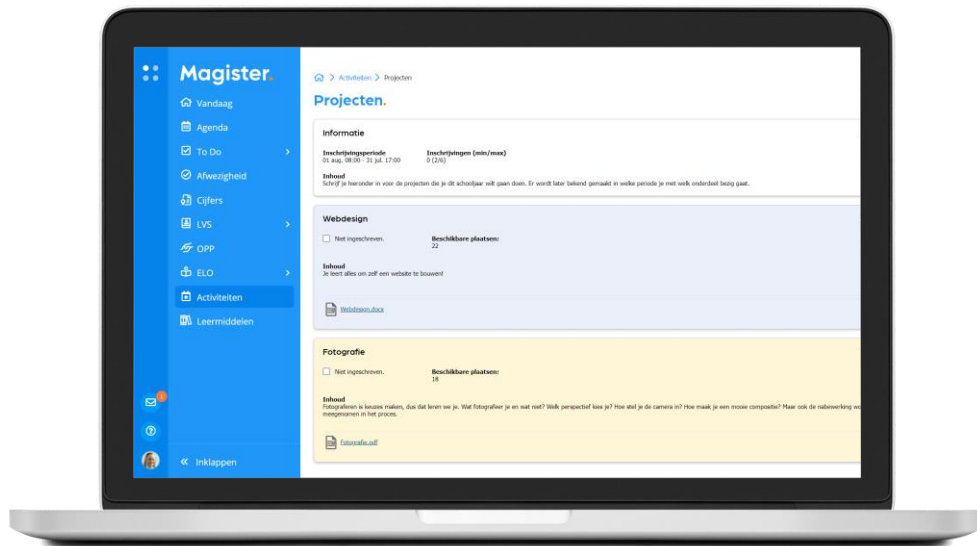 Magister.
Vandaag
Agenda
To Do
Afwezigheid
Cijfers
LVS
OPP
ELO
Activiteiten
Leermiddelen
1
Inklappen
Activiteiten > Projecten
Projecten.
Informatie
Inschrijvingsperiode Inschrijvingen (min/max)
01 aug. 08:00 - 31 jul. 17:00 0 (2/6)
Inhoud
Schrijf je hieronder in voor de projecten die je dit schooljaar wilt gaan doen. Er wordt later bekend gemaakt in welke periode je met welk onderdeel bezig gaat.
Webdesign
Niet ingeschreven. Beschikbare plaatsen:
22
Inhoud
Je leert alles om zelf een website te bouwen!
Webdesign.docx
Fotografie
Niet ingeschreven. Beschikbare plaatsen:
18
Inhoud
Fotograferen is keuzes maken, dus dat leren we je. Wat fotografeer je en wat niet? Welk perspectief kies je? Hoe stel je de camera in? Hoe maak je een mooie compositie? Maar ook de nabewerking wo
meegenomen in het proces.
Fotografie.pdf